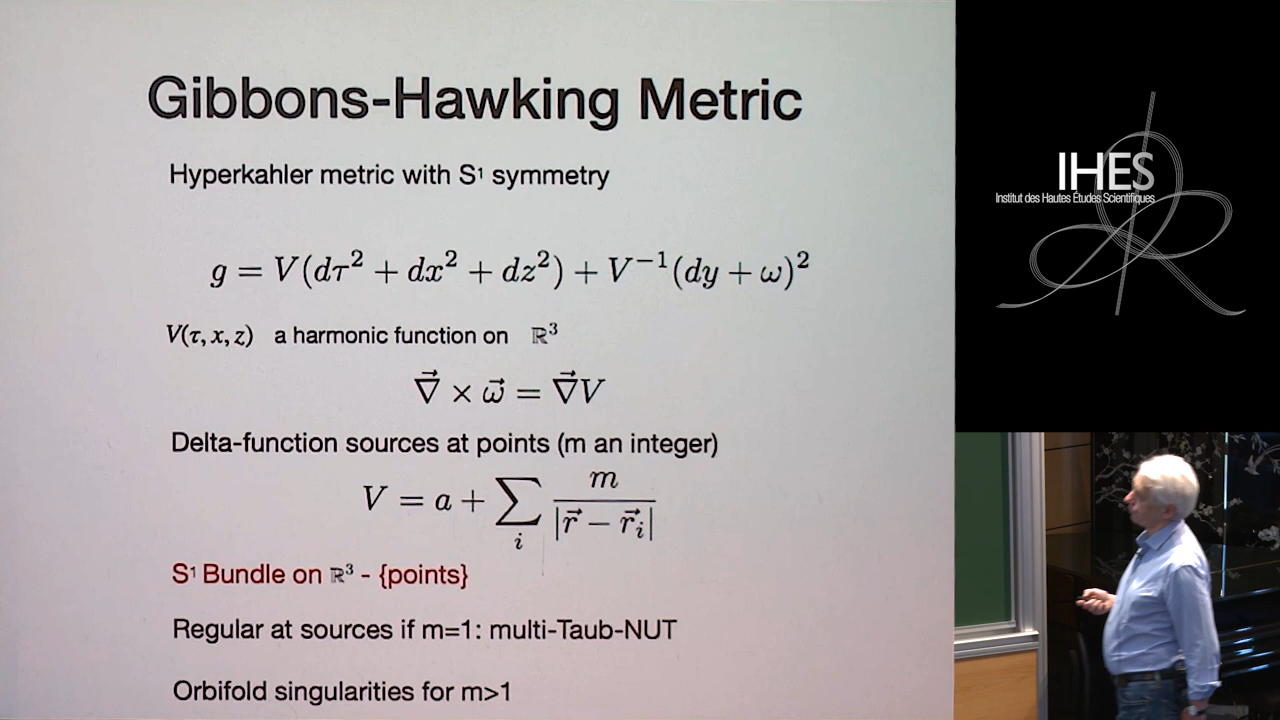 Gibbons-Hawking Metric
Hyperkahler metric with S¹ symmetry
g = V(dτ² + dx² + dz²) + V⁻¹(dy + ω)²
V(τ, x, z) a harmonic function on ℝ³
∇⃗ × ω⃗ = ∇⃗V
Delta-function sources at points (m an integer)
V = a + ∑ᵢ m / |r⃗ − r⃗ᵢ|
S¹ Bundle on ℝ³ - {points}
Regular at sources if m=1: multi-Taub-NUT
Orbifold singularities for m>1
IHES
Institut des Hautes Études Scientifiques